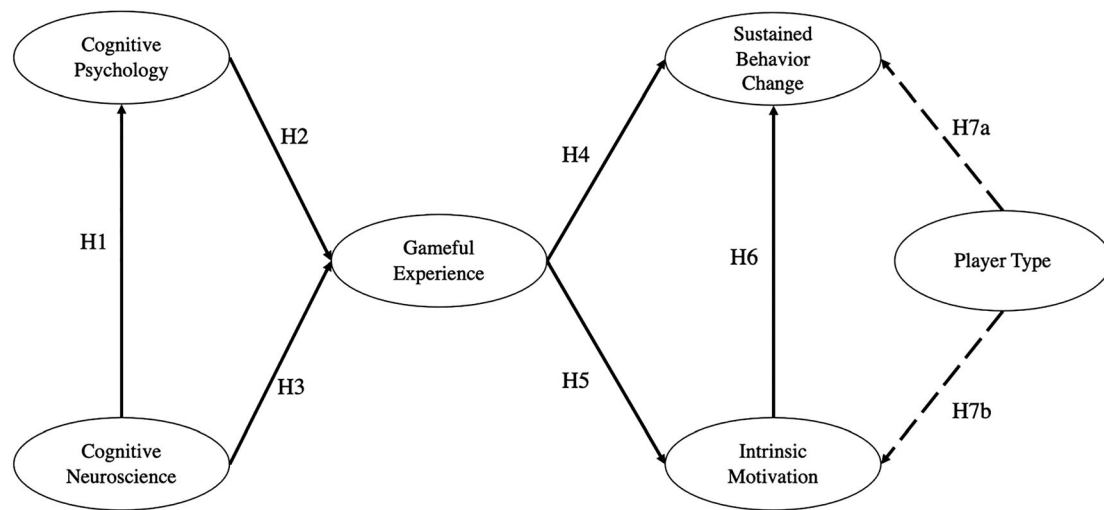 Cognitive
Psychology
Sustained
Behavior
Change
H2
H4
H7a
H1
Gameful
Experience
H6
Player Type
H3
H5
H7b
Cognitive
Neuroscience
Intrinsic
Motivation